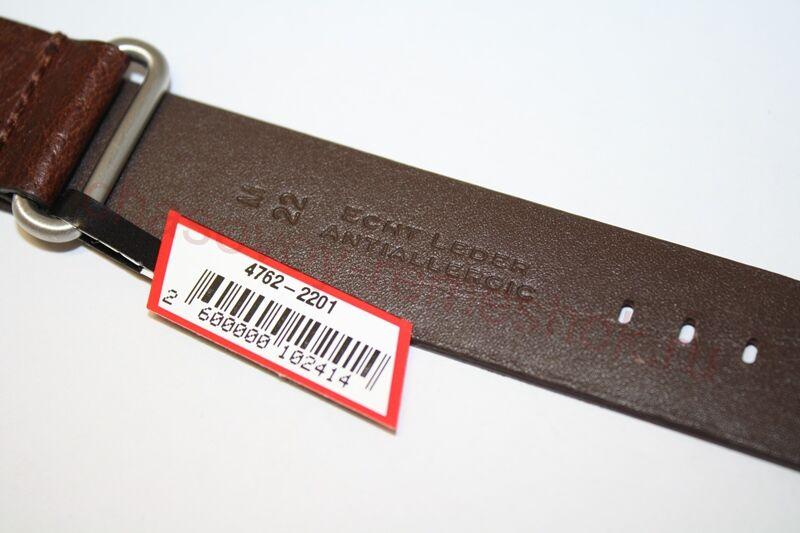 M
22
ECHT LEDER
ANTIALLERGIC
4762-2201
2 600000 102414